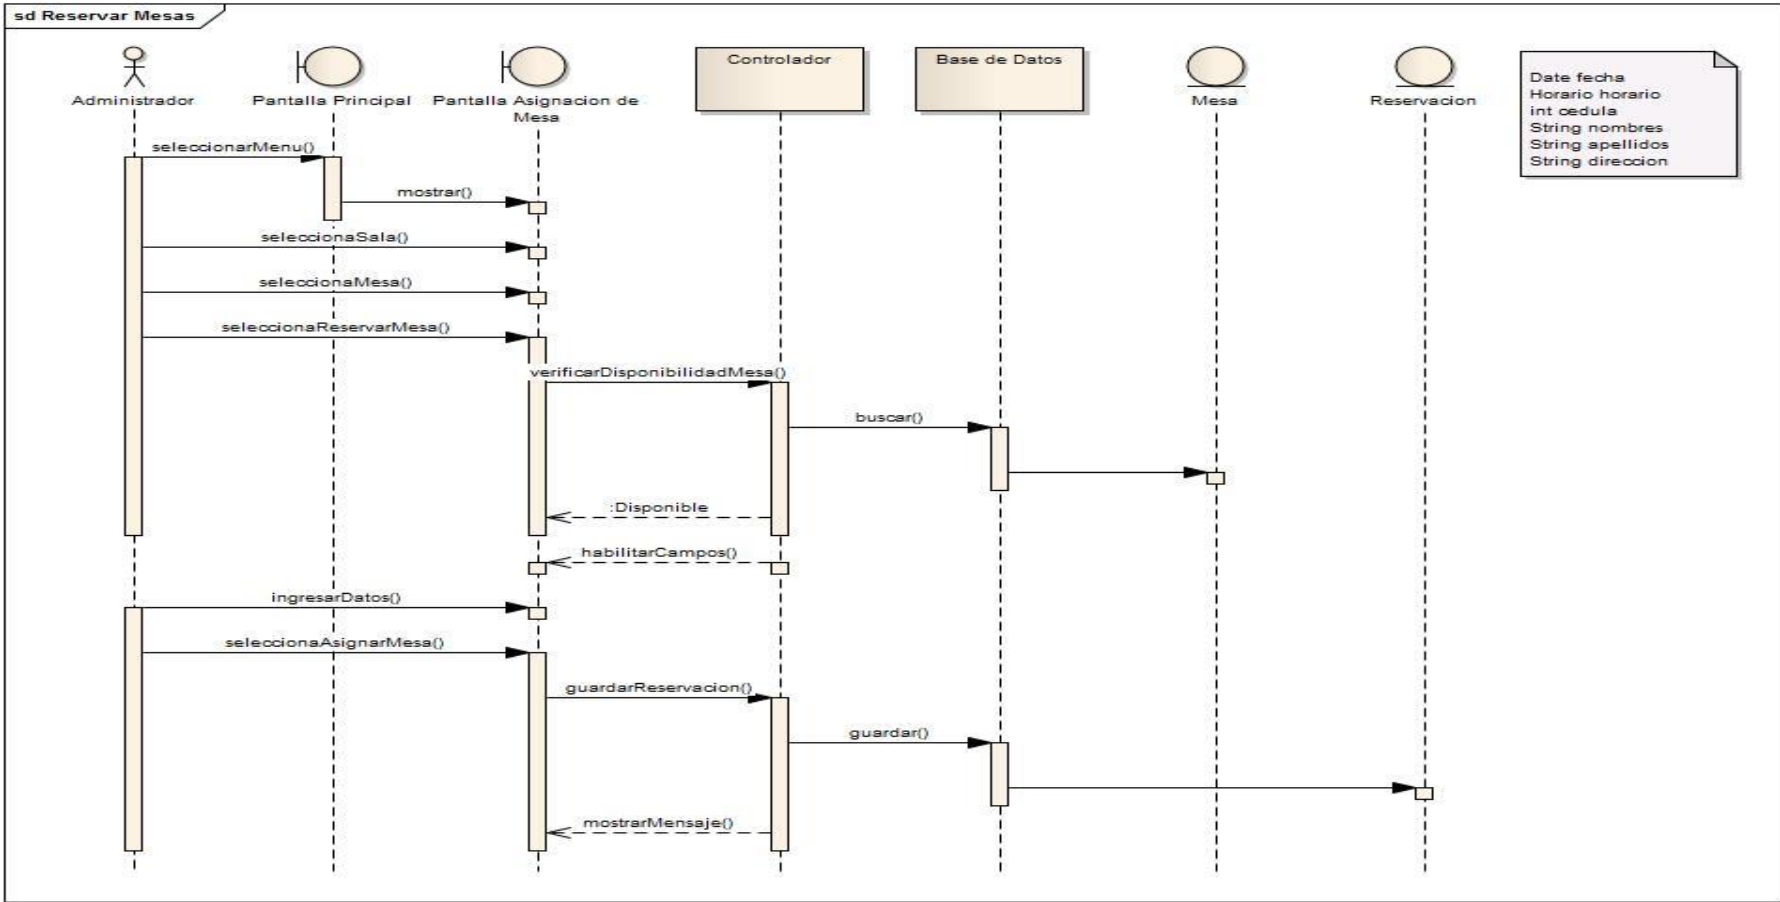 sd Reservar Mesas
Administrador
Pantalla Principal
Pantalla Asignacion de
Mesa
Controlador
Base de Datos
Mesa
Reservacion
Date fecha
Horario horario
int cedula
String nombres
String apellidos
String direccion
seleccionarMenu()
mostrar()
seleccionaSala()
seleccionaMesa()
seleccionaReservarMesa()
verificarDisponibilidadMesa()
buscar()
:Disponible
habilitarCampos()
ingresarDatos()
seleccionaAsignarMesa()
guardarReservacion()
guardar()
mostrarMensaje()